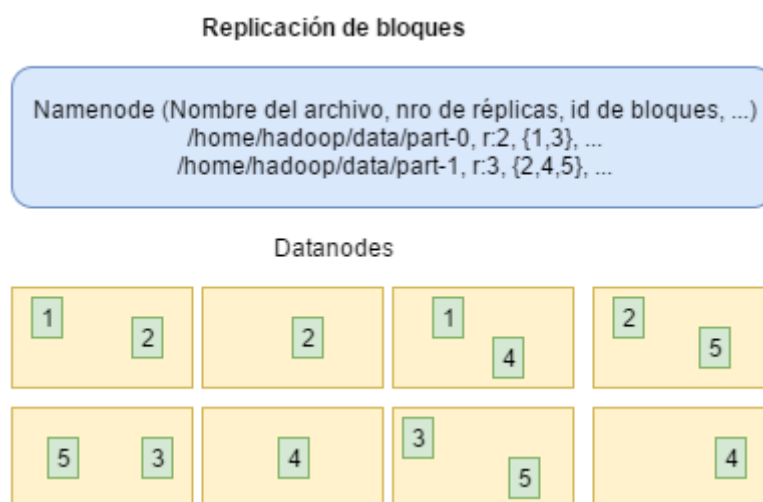 Replicación de bloques
Namenode (Nombre del archivo, nro de réplicas, id de bloques, ...)
/home/hadoop/data/part-0, r:2, {1,3}, ...
/home/hadoop/data/part-1, r:3, {2,4,5}, ...
Datanodes
1 2 2 1 4 2 5
5 3 4 3 5 4